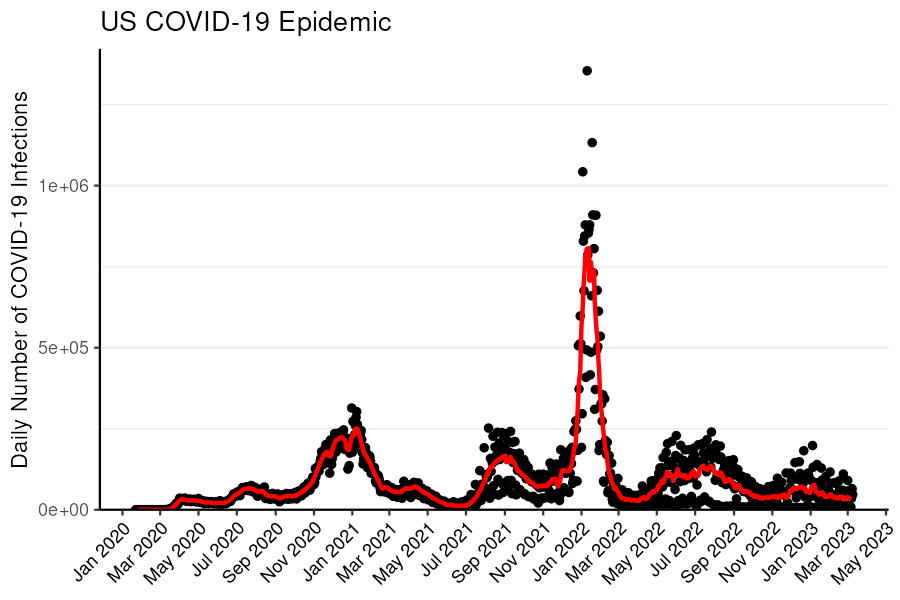 US COVID-19 Epidemic
Daily Number of COVID-19 Infections
1e+06
5e+05
0e+00
Jan 2020
Mar 2020
May 2020
Jul 2020
Sep 2020
Nov 2020
Jan 2021
Mar 2021
May 2021
Jul 2021
Sep 2021
Nov 2021
Jan 2022
Mar 2022
May 2022
Jul 2022
Sep 2022
Nov 2022
Jan 2023
Mar 2023
May 2023